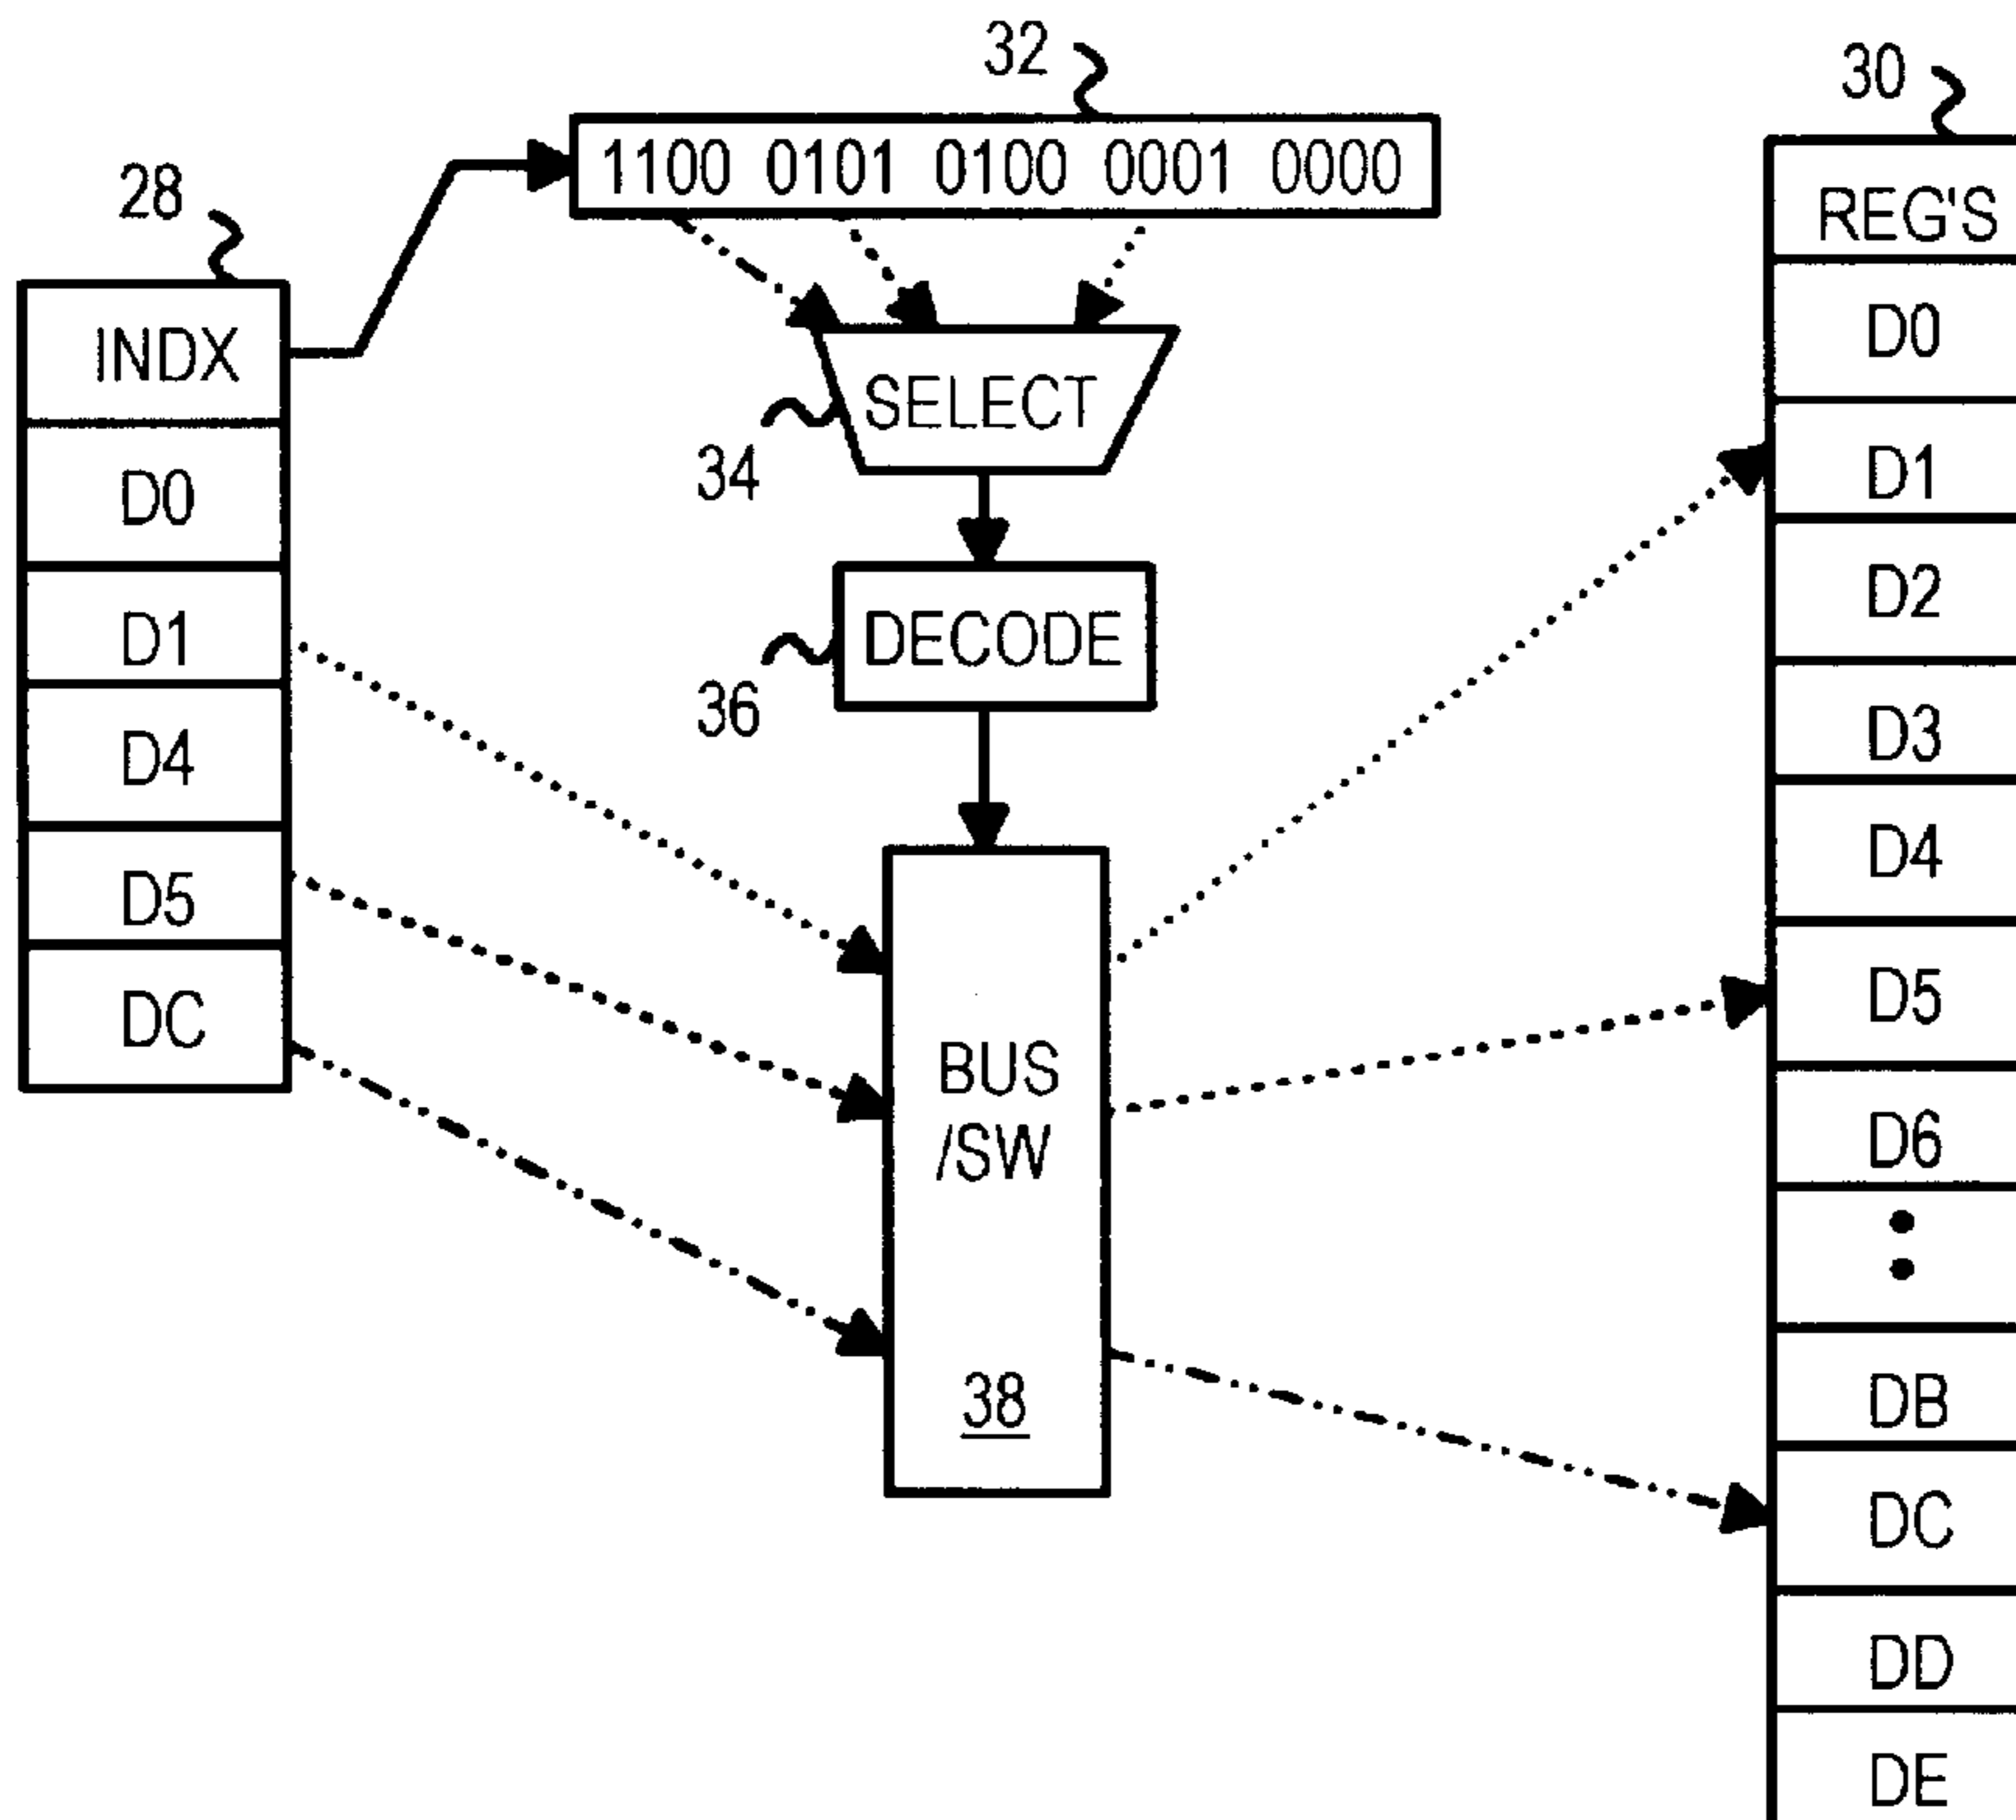 32
1100 0101 0100 0001 0000
28
INDX
D0
D1
D4
D5
DC
SELECT
34
DECODE
36
BUS
/SW
38
30
REG'S
D0
D1
D2
D3
D4
D5
D6
DB
DC
DD
DE